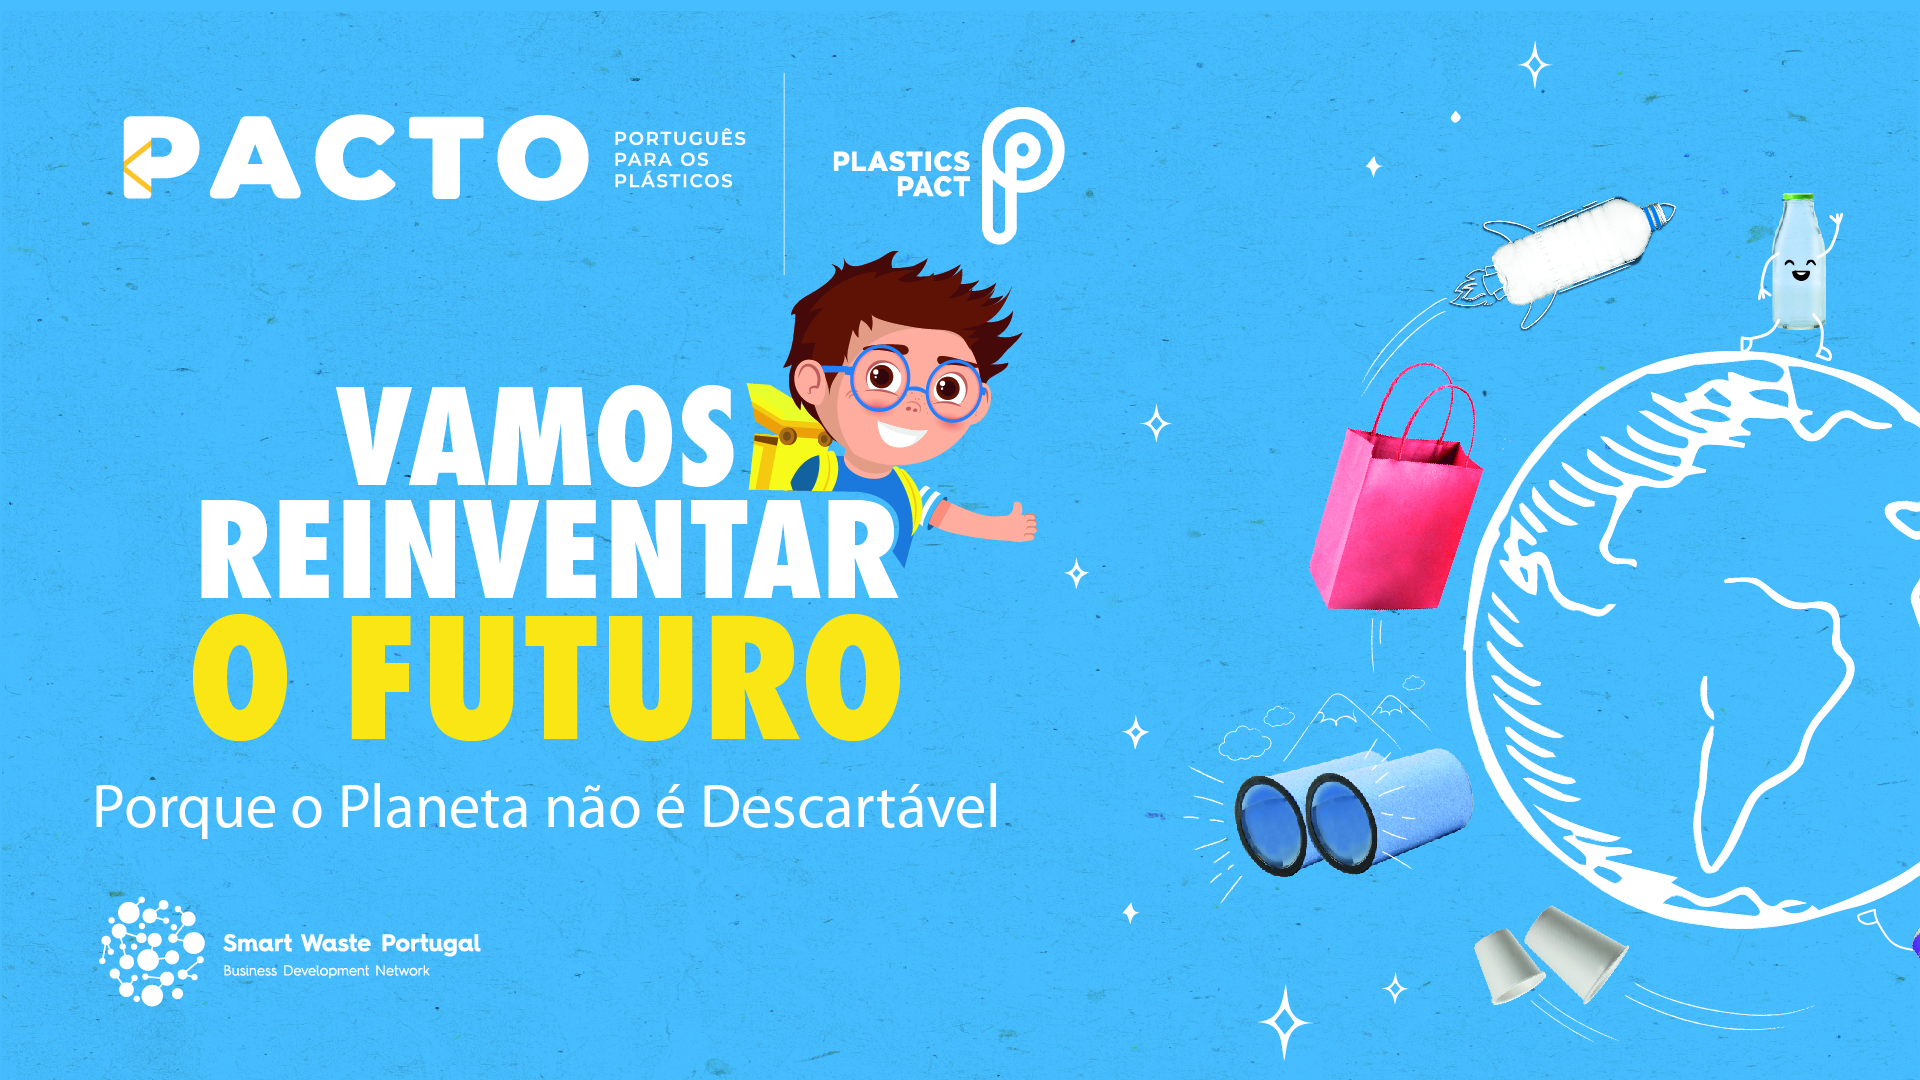 PACTO
PORTUGUÊS
PARA OS
PLÁSTICOS
PLASTICS
PACT
VAMOS
REINVENTAR
O FUTURO
Porque o Planeta não é Descartável
Smart Waste Portugal
Business Development Network